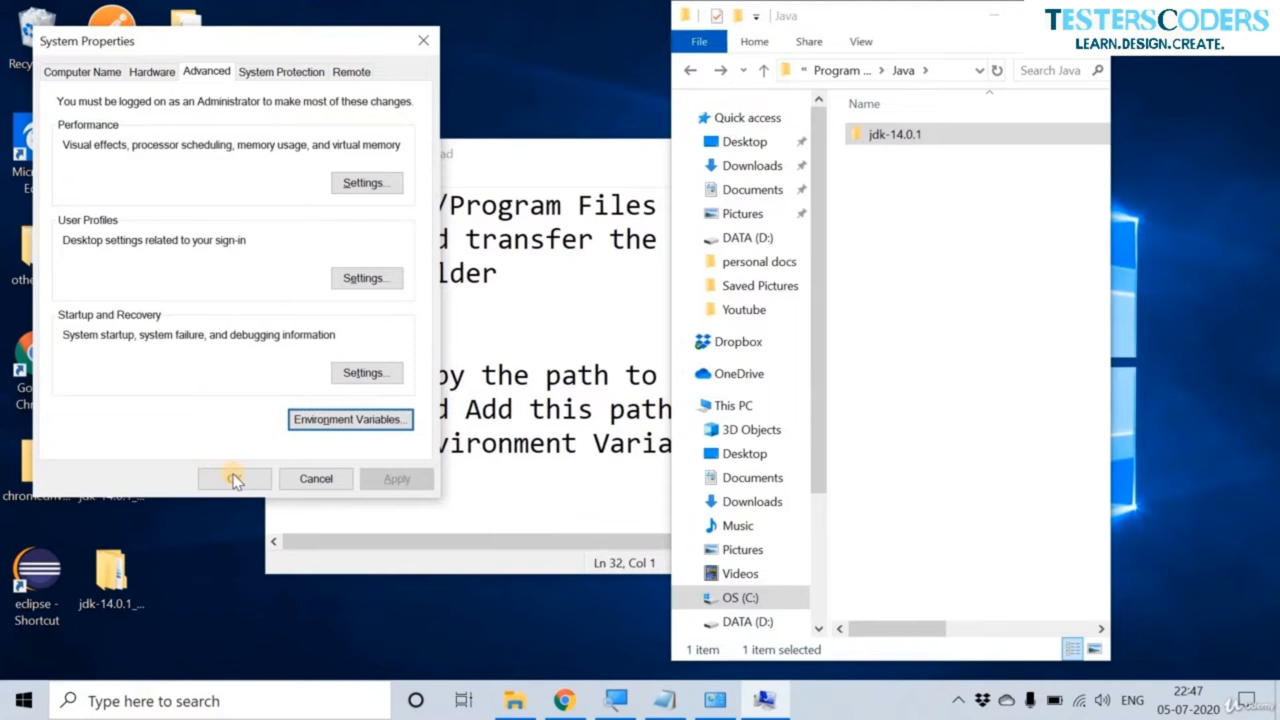 System Properties
Computer Name Hardware Advanced System Protection Remote
You must be logged on as an Administrator to make most of these changes.
Performance
Visual effects, processor scheduling, memory usage, and virtual memory
Settings...
User Profiles
Desktop settings related to your sign-in
Settings...
Startup and Recovery
System startup, system failure, and debugging information
Settings...
Environment Variables...
Cancel Apply
/Program Files
transfer the
by the path to
Add this path
Ln 32, Col 1
eclipse -
Shortcut
jdk-14.0.1_...
Java
File Home Share View
« Program ... › Java › Search Java
Name
jdk-14.0.1
Quick access
Desktop
Downloads
Documents
Pictures
DATA (D:)
personal docs
Saved Pictures
Youtube
Dropbox
OneDrive
This PC
3D Objects
Desktop
Documents
Downloads
Music
Pictures
Videos
OS (C:)
DATA (D:)
1 item 1 item selected
TESTERSCODERS
LEARN.DESIGN.CREATE.
Type here to search
ENG
22:47
05-07-2020
Udemy